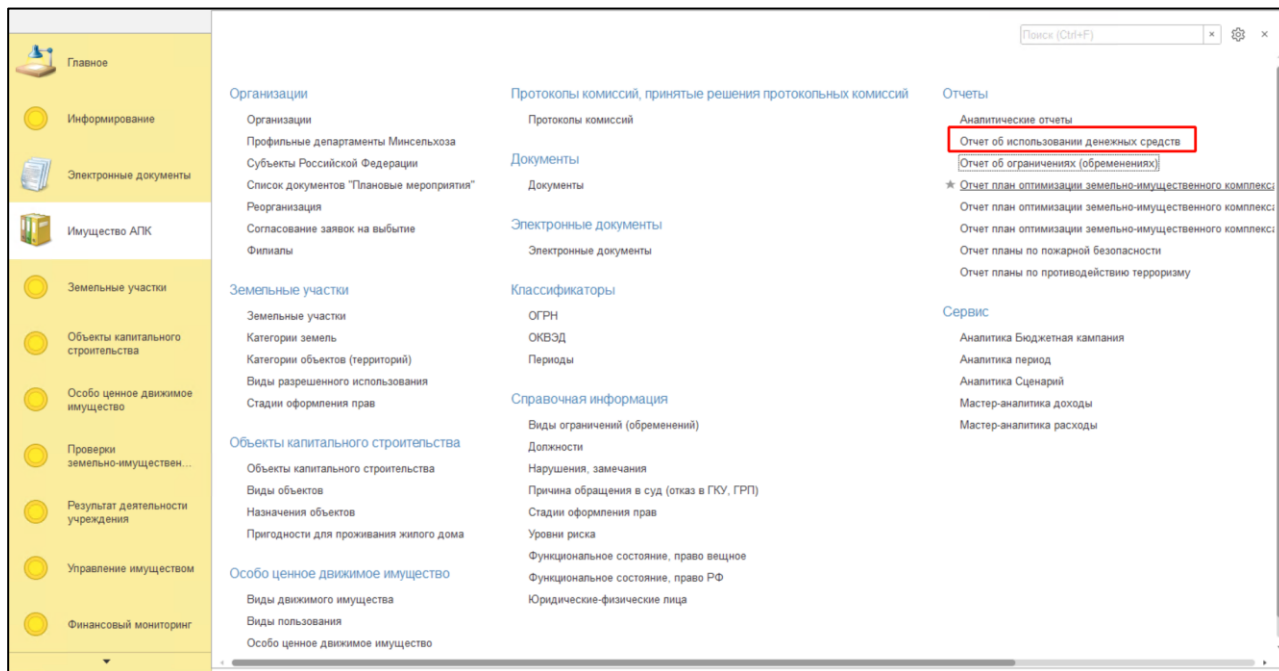 Поиск (Ctrl+F)
Главное
Информирование
Электронные документы
Имущество АПК
Земельные участки
Объекты капитального
строительства
Особо ценное движимое
имущество
Проверки
земельно-имуществен...
Результат деятельности
учреждения
Управление имуществом
Финансовый мониторинг
Организации
Организации
Профильные департаменты Минсельхоза
Субъекты Российской Федерации
Список документов "Плановые мероприятия"
Реорганизация
Согласование заявок на выбытие
Филиалы
Земельные участки
Земельные участки
Категории земель
Категории объектов (территорий)
Виды разрешенного использования
Стадии оформления прав
Объекты капитального строительства
Объекты капитального строительства
Виды объектов
Назначения объектов
Пригодности для проживания жилого дома
Особо ценное движимое имущество
Виды движимого имущества
Виды пользования
Особо ценное движимое имущество
Протоколы комиссий, принятые решения протокольных комиссий
Протоколы комиссий
Документы
Документы
Электронные документы
Электронные документы
Классификаторы
ОГРН
ОКВЭД
Периоды
Справочная информация
Виды ограничений (обременений)
Должности
Нарушения, замечания
Причина обращения в суд (отказ в ГКУ, ГРП)
Стадии оформления прав
Уровни риска
Функциональное состояние, право вещное
Функциональное состояние, право РФ
Юридические-физические лица
Отчеты
Аналитические отчеты
Отчет об использовании денежных средств
Отчет об ограничениях (обременениях)
Отчет план оптимизации земельно-имущественного комплекса
Отчет план оптимизации земельно-имущественного комплекса
Отчет план оптимизации земельно-имущественного комплекса
Отчет планы по пожарной безопасности
Отчет планы по противодействию терроризму
Сервис
Аналитика Бюджетная кампания
Аналитика период
Аналитика Сценарий
Мастер-аналитика доходы
Мастер-аналитика расходы